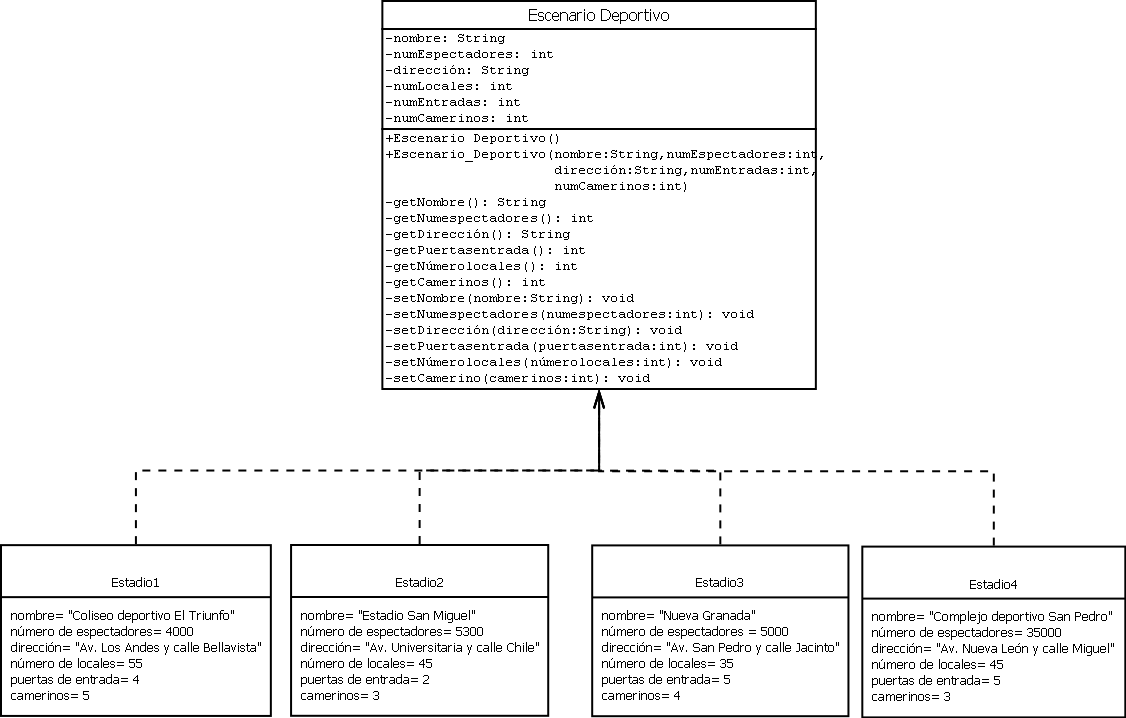 Escenario Deportivo
-nombre: String
-numEspectadores: int
-dirección: String
-numLocales: int
-numEntradas: int
-numCamerinos: int
+Escenario Deportivo()
+Escenario_Deportivo(nombre:String,numEspectadores:int,
dirección:String,numEntradas:int,
numCamerinos:int)
-getNombre(): String
-getNumespectadores(): int
-getDirección(): String
-getPuertasentrada(): int
-getNúmerolocales(): int
-getCamerinos(): int
-setNombre(nombre:String): void
-setNumespectadores(numespectadores:int): void
-setDirección(dirección:String): void
-setPuertasentrada(puertasentrada:int): void
-setNúmerolocales(númerolocales:int): void
-setCamerino(camerinos:int): void
Estadio1
nombre= "Coliseo deportivo El Triunfo"
número de espectadores= 4000
dirección= "Av. Los Andes y calle Bellavista"
número de locales= 55
puertas de entrada= 4
camerinos= 5
Estadio2
nombre= "Estadio San Miguel"
número de espectadores= 5300
dirección= "Av. Universitaria y calle Chile"
número de locales= 45
puertas de entrada= 2
camerinos= 3
Estadio3
nombre= "Nueva Granada"
número de espectadores = 5000
dirección= "Av. San Pedro y calle Jacinto"
número de locales= 35
puertas de entrada= 5
camerinos= 4
Estadio4
nombre= "Complejo deportivo San Pedro"
número de espectadores= 35000
dirección= "Av. Nueva León y calle Miguel"
número de locales= 45
puertas de entrada= 5
camerinos= 3